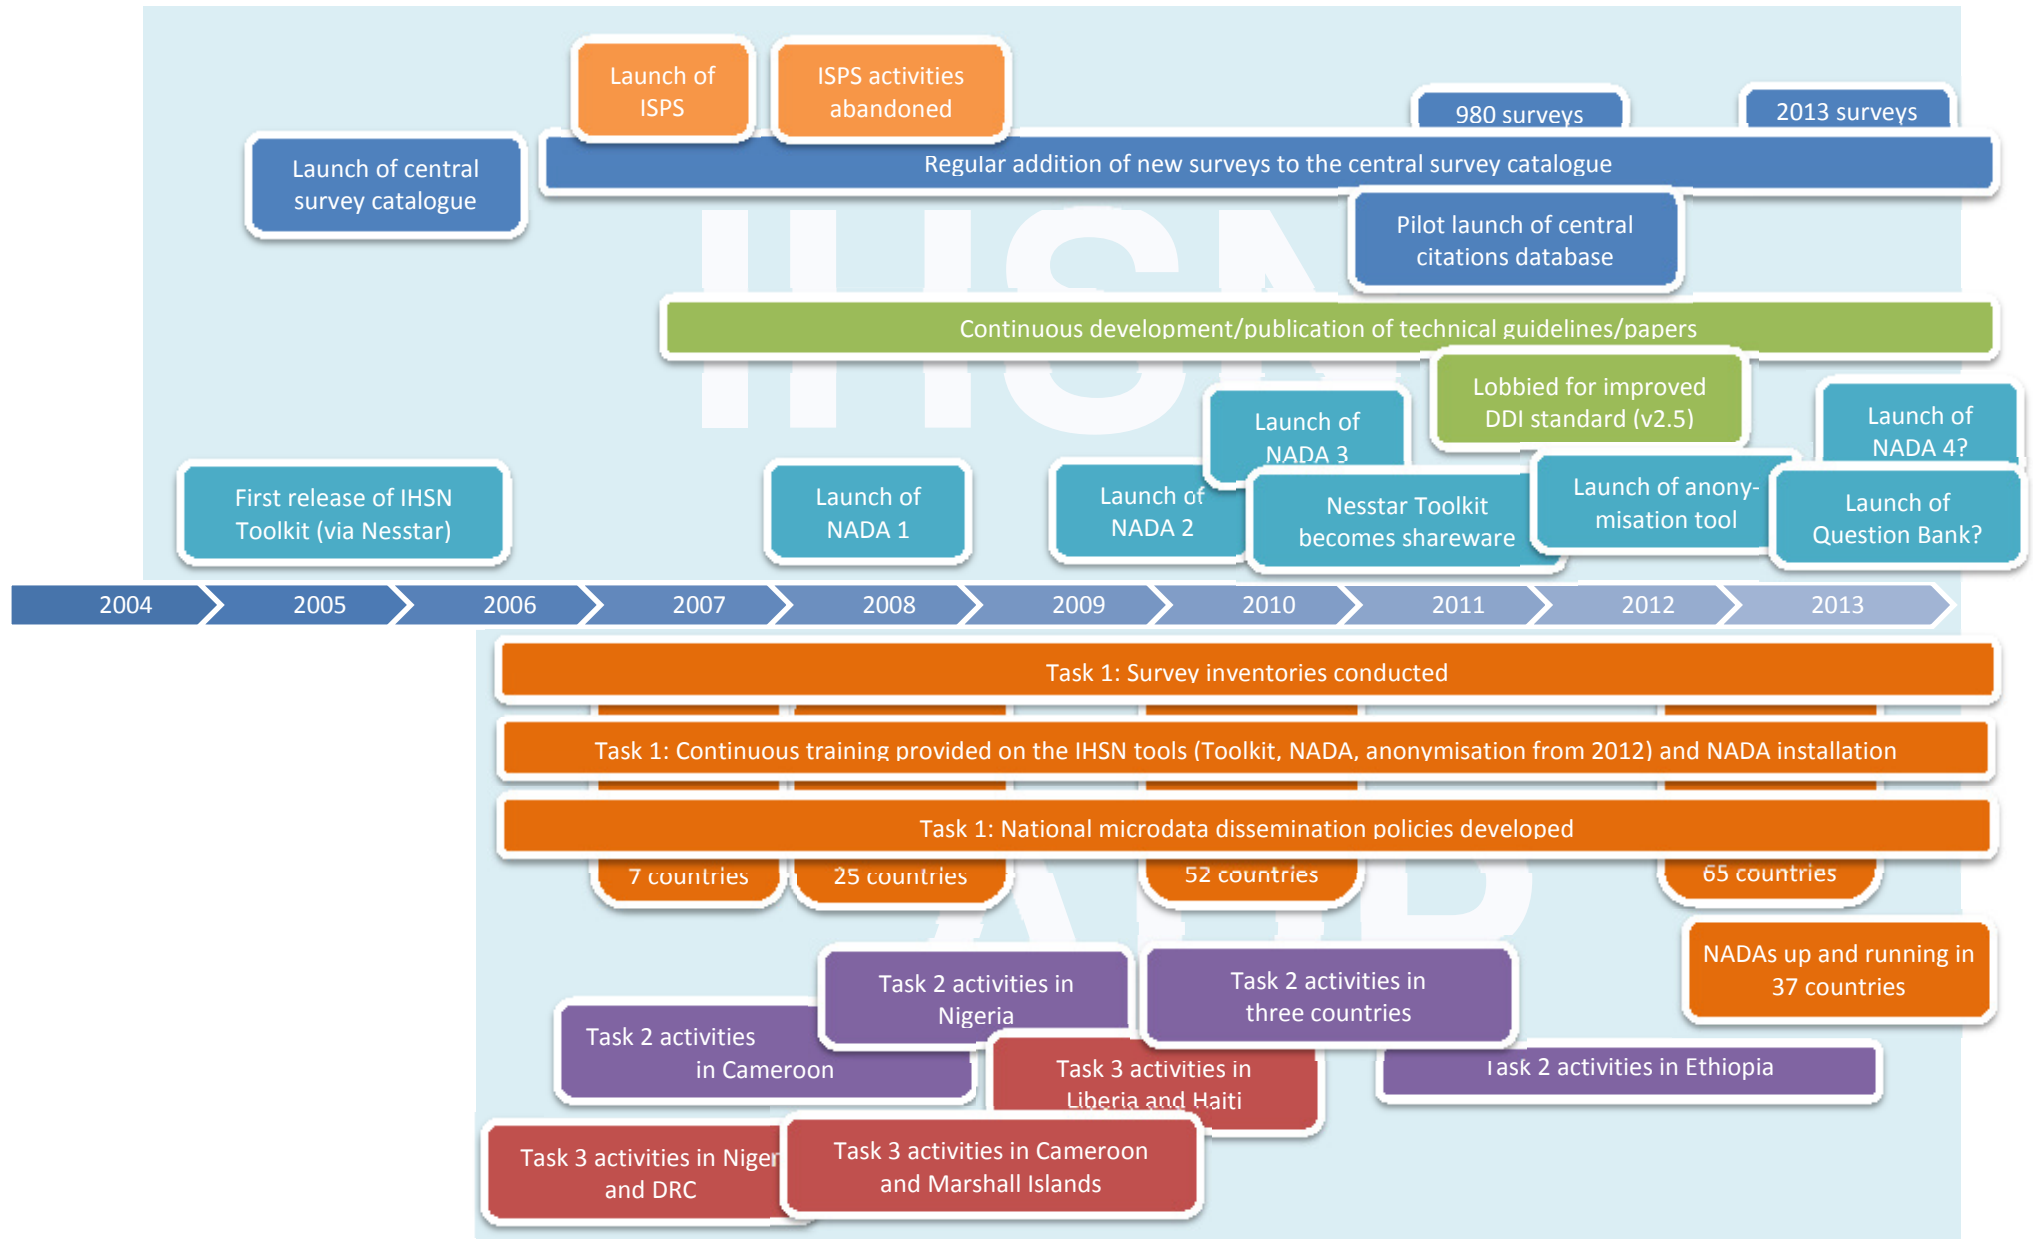 Launch of
ISPS
ISPS activities
abandoned
980 surveys
2013 surveys
Launch of central
survey catalogue
Regular addition of new surveys to the central survey catalogue
Pilot launch of central
citations database
IHSN
Continuous development/publication of technical guidelines/papers
Lobbied for improved
DDI standard (v2.5)
Launch of
NADA 3
Launch of
NADA 4?
First release of IHSN
Toolkit (via Nesstar)
Launch of
NADA 1
Launch of
NADA 2
Nesstar Toolkit
becomes shareware
Launch of anony-
misation tool
Launch of
Question Bank?
2004
2005
2006
2007
2008
2009
2010
2011
2012
2013
Task 1: Survey inventories conducted
Task 1: Continuous training provided on the IHSN tools (Toolkit, NADA, anonymisation from 2012) and NADA installation
Task 1: National microdata dissemination policies developed
7 countries
25 countries
52 countries
65 countries
NADAs up and running in
37 countries
Task 2 activities in
Nigeria
Task 2 activities in
three countries
Task 2 activities
in Cameroon
Task 3 activities in
Liberia and Haiti
Task 2 activities in Ethiopia
Task 3 activities in Niger
and DRC
Task 3 activities in Cameroon
and Marshall Islands